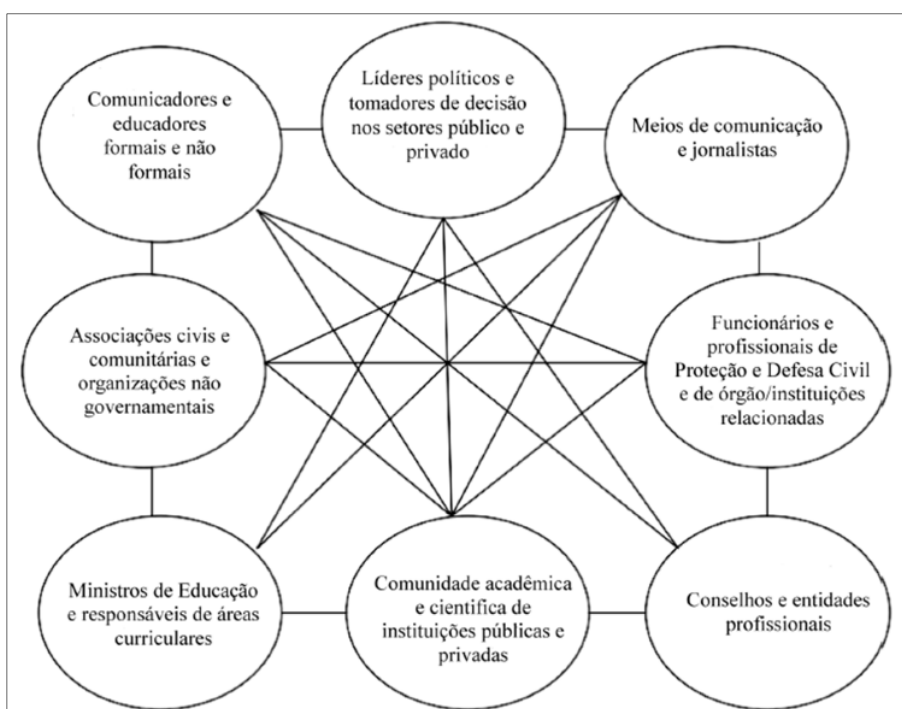 Comunicadores e
educadores
formais e não
formais
Líderes políticos e
tomadores de decisão
nos setores público e
privado
Meios de comunicação
e jornalistas
Associações civis e
comunitárias e
organizações não
governamentais
Funcionários e
profissionais de
Proteção e Defesa Civil
e de órgão/instituições
relacionadas
Ministros de Educação
e responsáveis de áreas
curriculares
Comunidade acadêmica
e cientifica de
instituições públicas e
privadas
Conselhos e entidades
profissionais